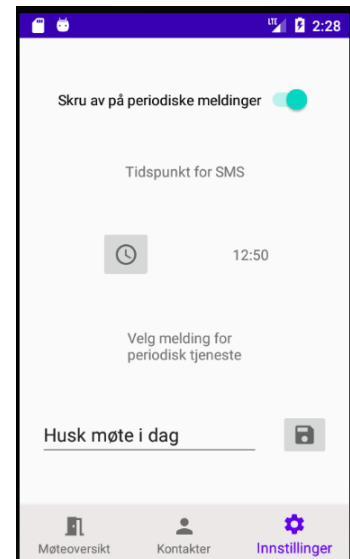 LTE 2:28
Skru av på periodiske meldinger
Tidspunkt for SMS
12:50
Velg melding for
periodisk tjeneste
Husk møte i dag
Møteoversikt Kontakter Innstillinger